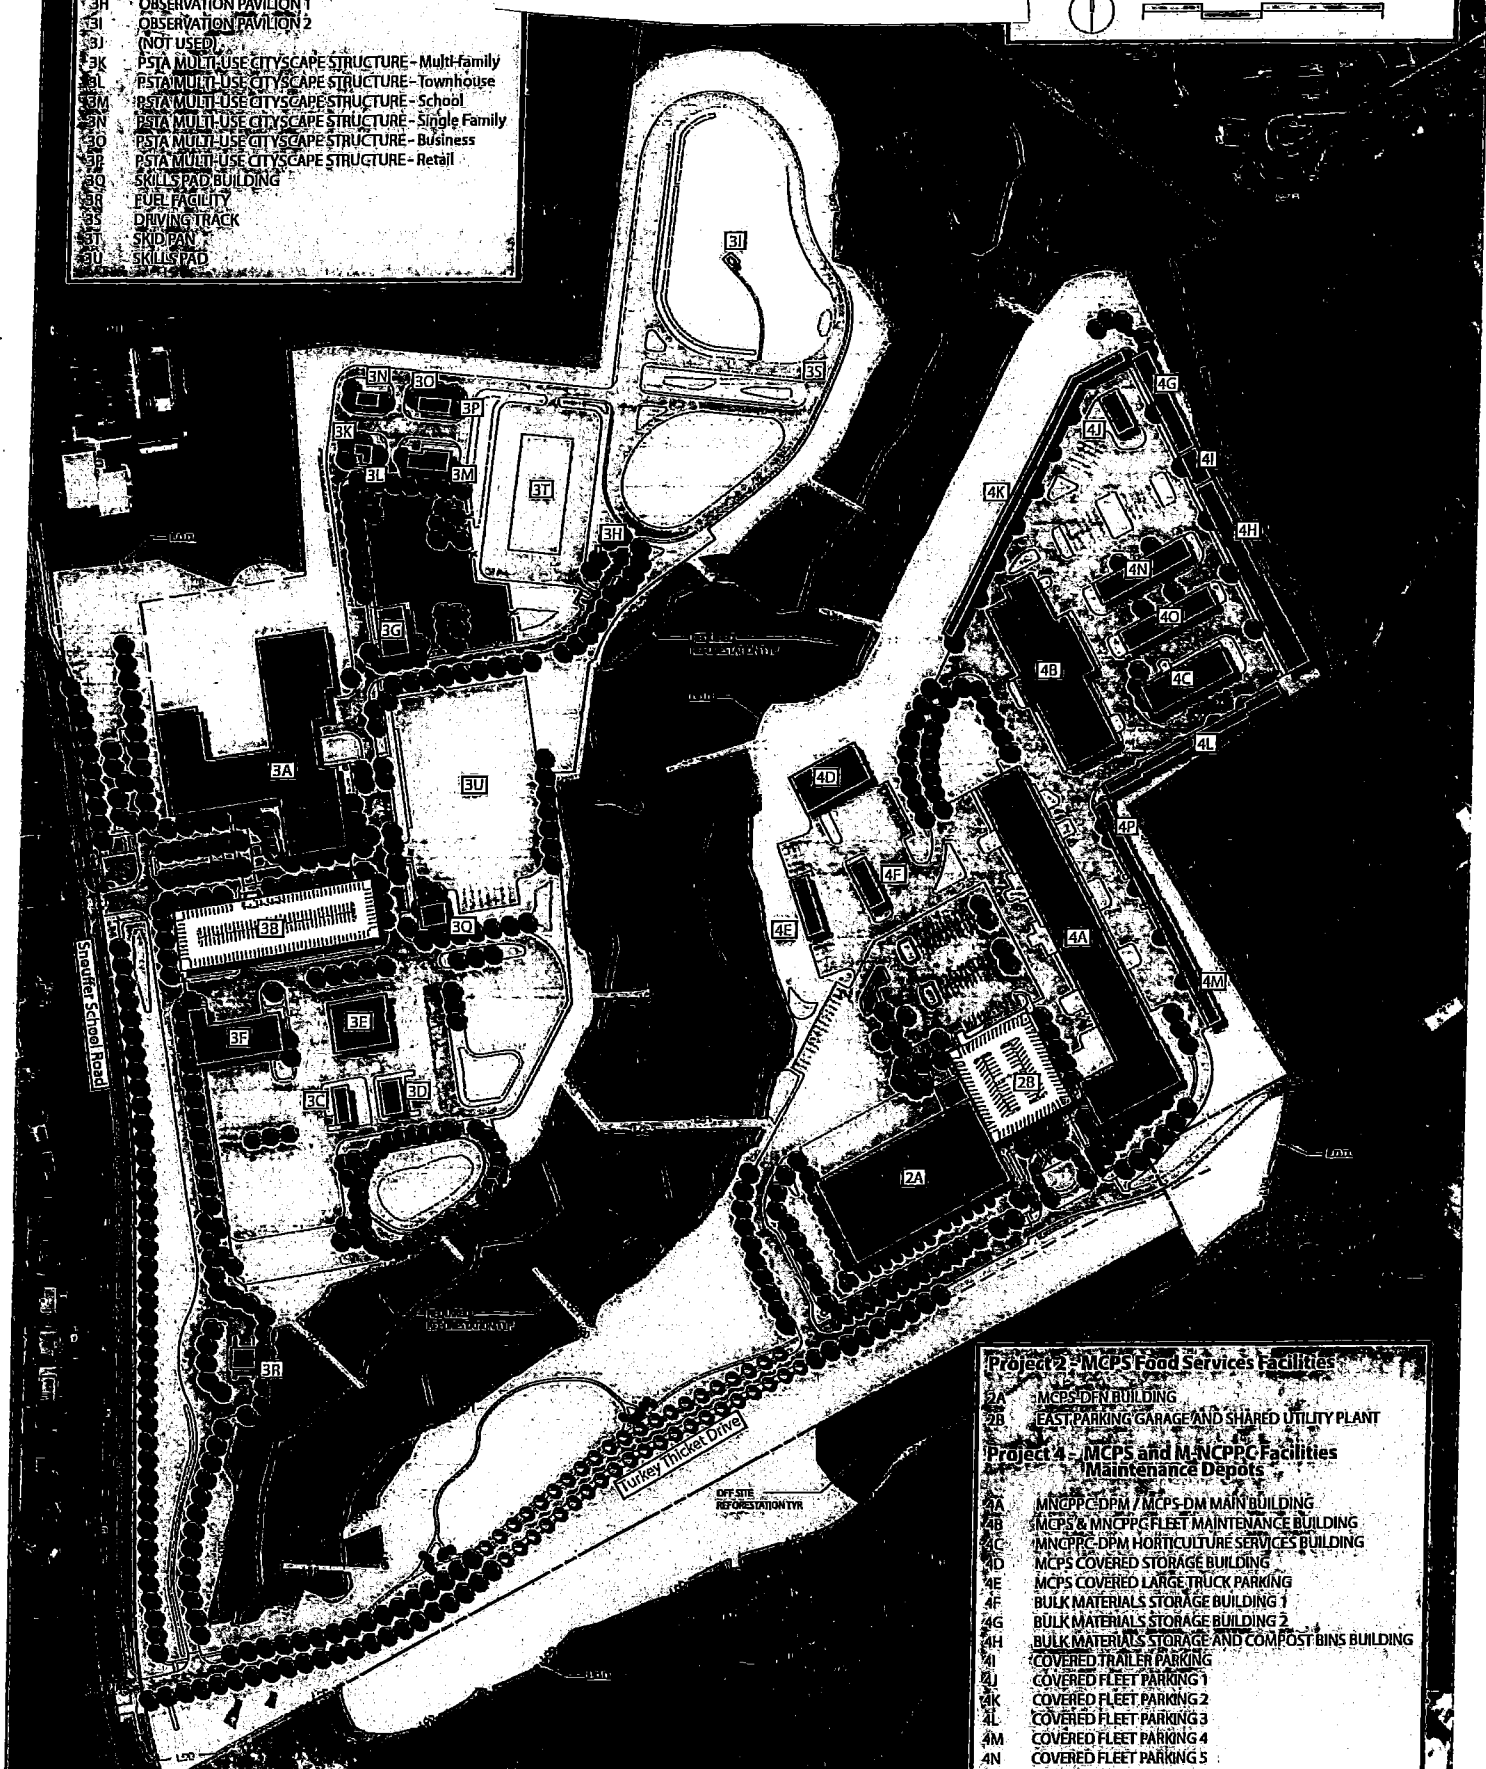 3H OBSERVATION PAVILION 1
3I OBSERVATION PAVILION 2
3J (NOT USED)
3K PSTA MULTI-USE CITYSCAPE STRUCTURE - Multi-family
3L PSTA MULTI-USE CITYSCAPE STRUCTURE - Townhouse
3M PSTA MULTI-USE CITYSCAPE STRUCTURE - School
3N PSTA MULTI-USE CITYSCAPE STRUCTURE - Single Family
3O PSTA MULTI-USE CITYSCAPE STRUCTURE - Business
3P PSTA MULTI-USE CITYSCAPE STRUCTURE - Retail
3Q SKILLS PAD BUILDING
3R FUEL FACILITY
3S DRIVING TRACK
3T SKID PAN
3U SKILLS PAD
3I
3S
3N
3O
3P
3K
3L
3M
3T
3H
3G
3A
3U
3B
3Q
3F
3E
3C
3D
3R
4G
4J
4I
4K
4H
4N
4O
4B
4C
4L
4D
4P
4F
4E
4A
4M
2B
2A
Snouffer School Road
Turkey Thicket Drive
REFORESTATION TYP
REFORESTATION TYP
OFF SITE
REFORESTATION TYP
LOD
Project 2 - MCPS Food Services Facilities
2A MCPS-DFN BUILDING
2B EAST PARKING GARAGE AND SHARED UTILITY PLANT
Project 4 - MCPS and M-NCPPC Facilities
Maintenance Depots
4A MNCPPC-DPM / MCPS-DM MAIN BUILDING
4B MCPS & MNCPPC FLEET MAINTENANCE BUILDING
4C MNCPPC-DPM HORTICULTURE SERVICES BUILDING
4D MCPS COVERED STORAGE BUILDING
4E MCPS COVERED LARGE TRUCK PARKING
4F BULK MATERIALS STORAGE BUILDING 1
4G BULK MATERIALS STORAGE BUILDING 2
4H BULK MATERIALS STORAGE AND COMPOST BINS BUILDING
4I COVERED TRAILER PARKING
4J COVERED FLEET PARKING 1
4K COVERED FLEET PARKING 2
4L COVERED FLEET PARKING 3
4M COVERED FLEET PARKING 4
4N COVERED FLEET PARKING 5